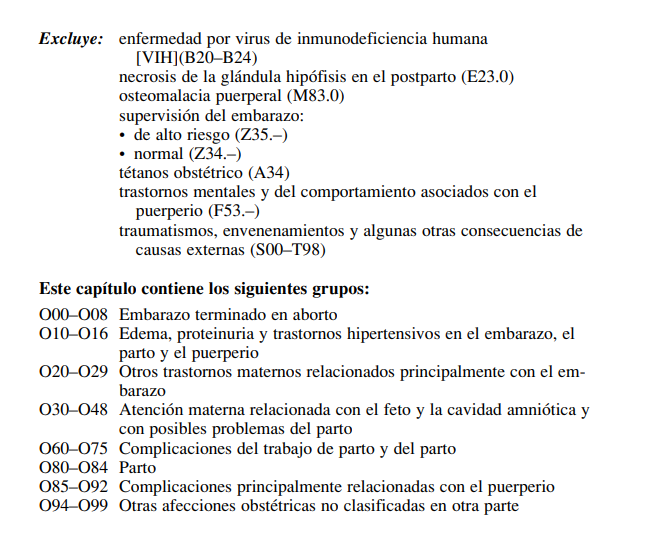 Excluye: enfermedad por virus de inmunodeficiencia humana
[VIH](B20–B24)
necrosis de la glándula hipófisis en el postparto (E23.0)
osteomalacia puerperal (M83.0)
supervisión del embarazo:
• de alto riesgo (Z35.–)
• normal (Z34.–)
tétanos obstétrico (A34)
trastornos mentales y del comportamiento asociados con el
puerperio (F53.–)
traumatismos, envenenamientos y algunas otras consecuencias de
causas externas (S00–T98)
Este capítulo contiene los siguientes grupos:
O00–O08 Embarazo terminado en aborto
O10–O16 Edema, proteinuria y trastornos hipertensivos en el embarazo, el
parto y el puerperio
O20–O29 Otros trastornos maternos relacionados principalmente con el em-
barazo
O30–O48 Atención materna relacionada con el feto y la cavidad amniótica y
con posibles problemas del parto
O60–O75 Complicaciones del trabajo de parto y del parto
O80–O84 Parto
O85–O92 Complicaciones principalmente relacionadas con el puerperio
O94–O99 Otras afecciones obstétricas no clasificadas en otra parte